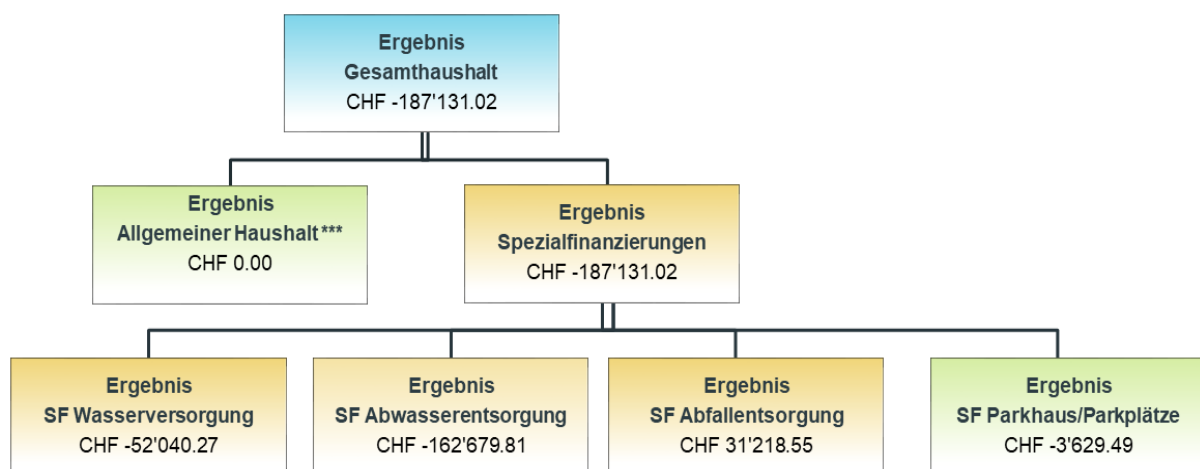 Ergebnis
Gesamthaushalt
CHF -187'131.02
Ergebnis
Allgemeiner Haushalt ***
CHF 0.00
Ergebnis
Spezialfinanzierungen
CHF -187'131.02
Ergebnis
SF Wasserversorgung
CHF -52'040.27
Ergebnis
SF Abwasserentsorgung
CHF -162'679.81
Ergebnis
SF Abfallentsorgung
CHF 31'218.55
Ergebnis
SF Parkhaus/Parkplätze
CHF -3'629.49